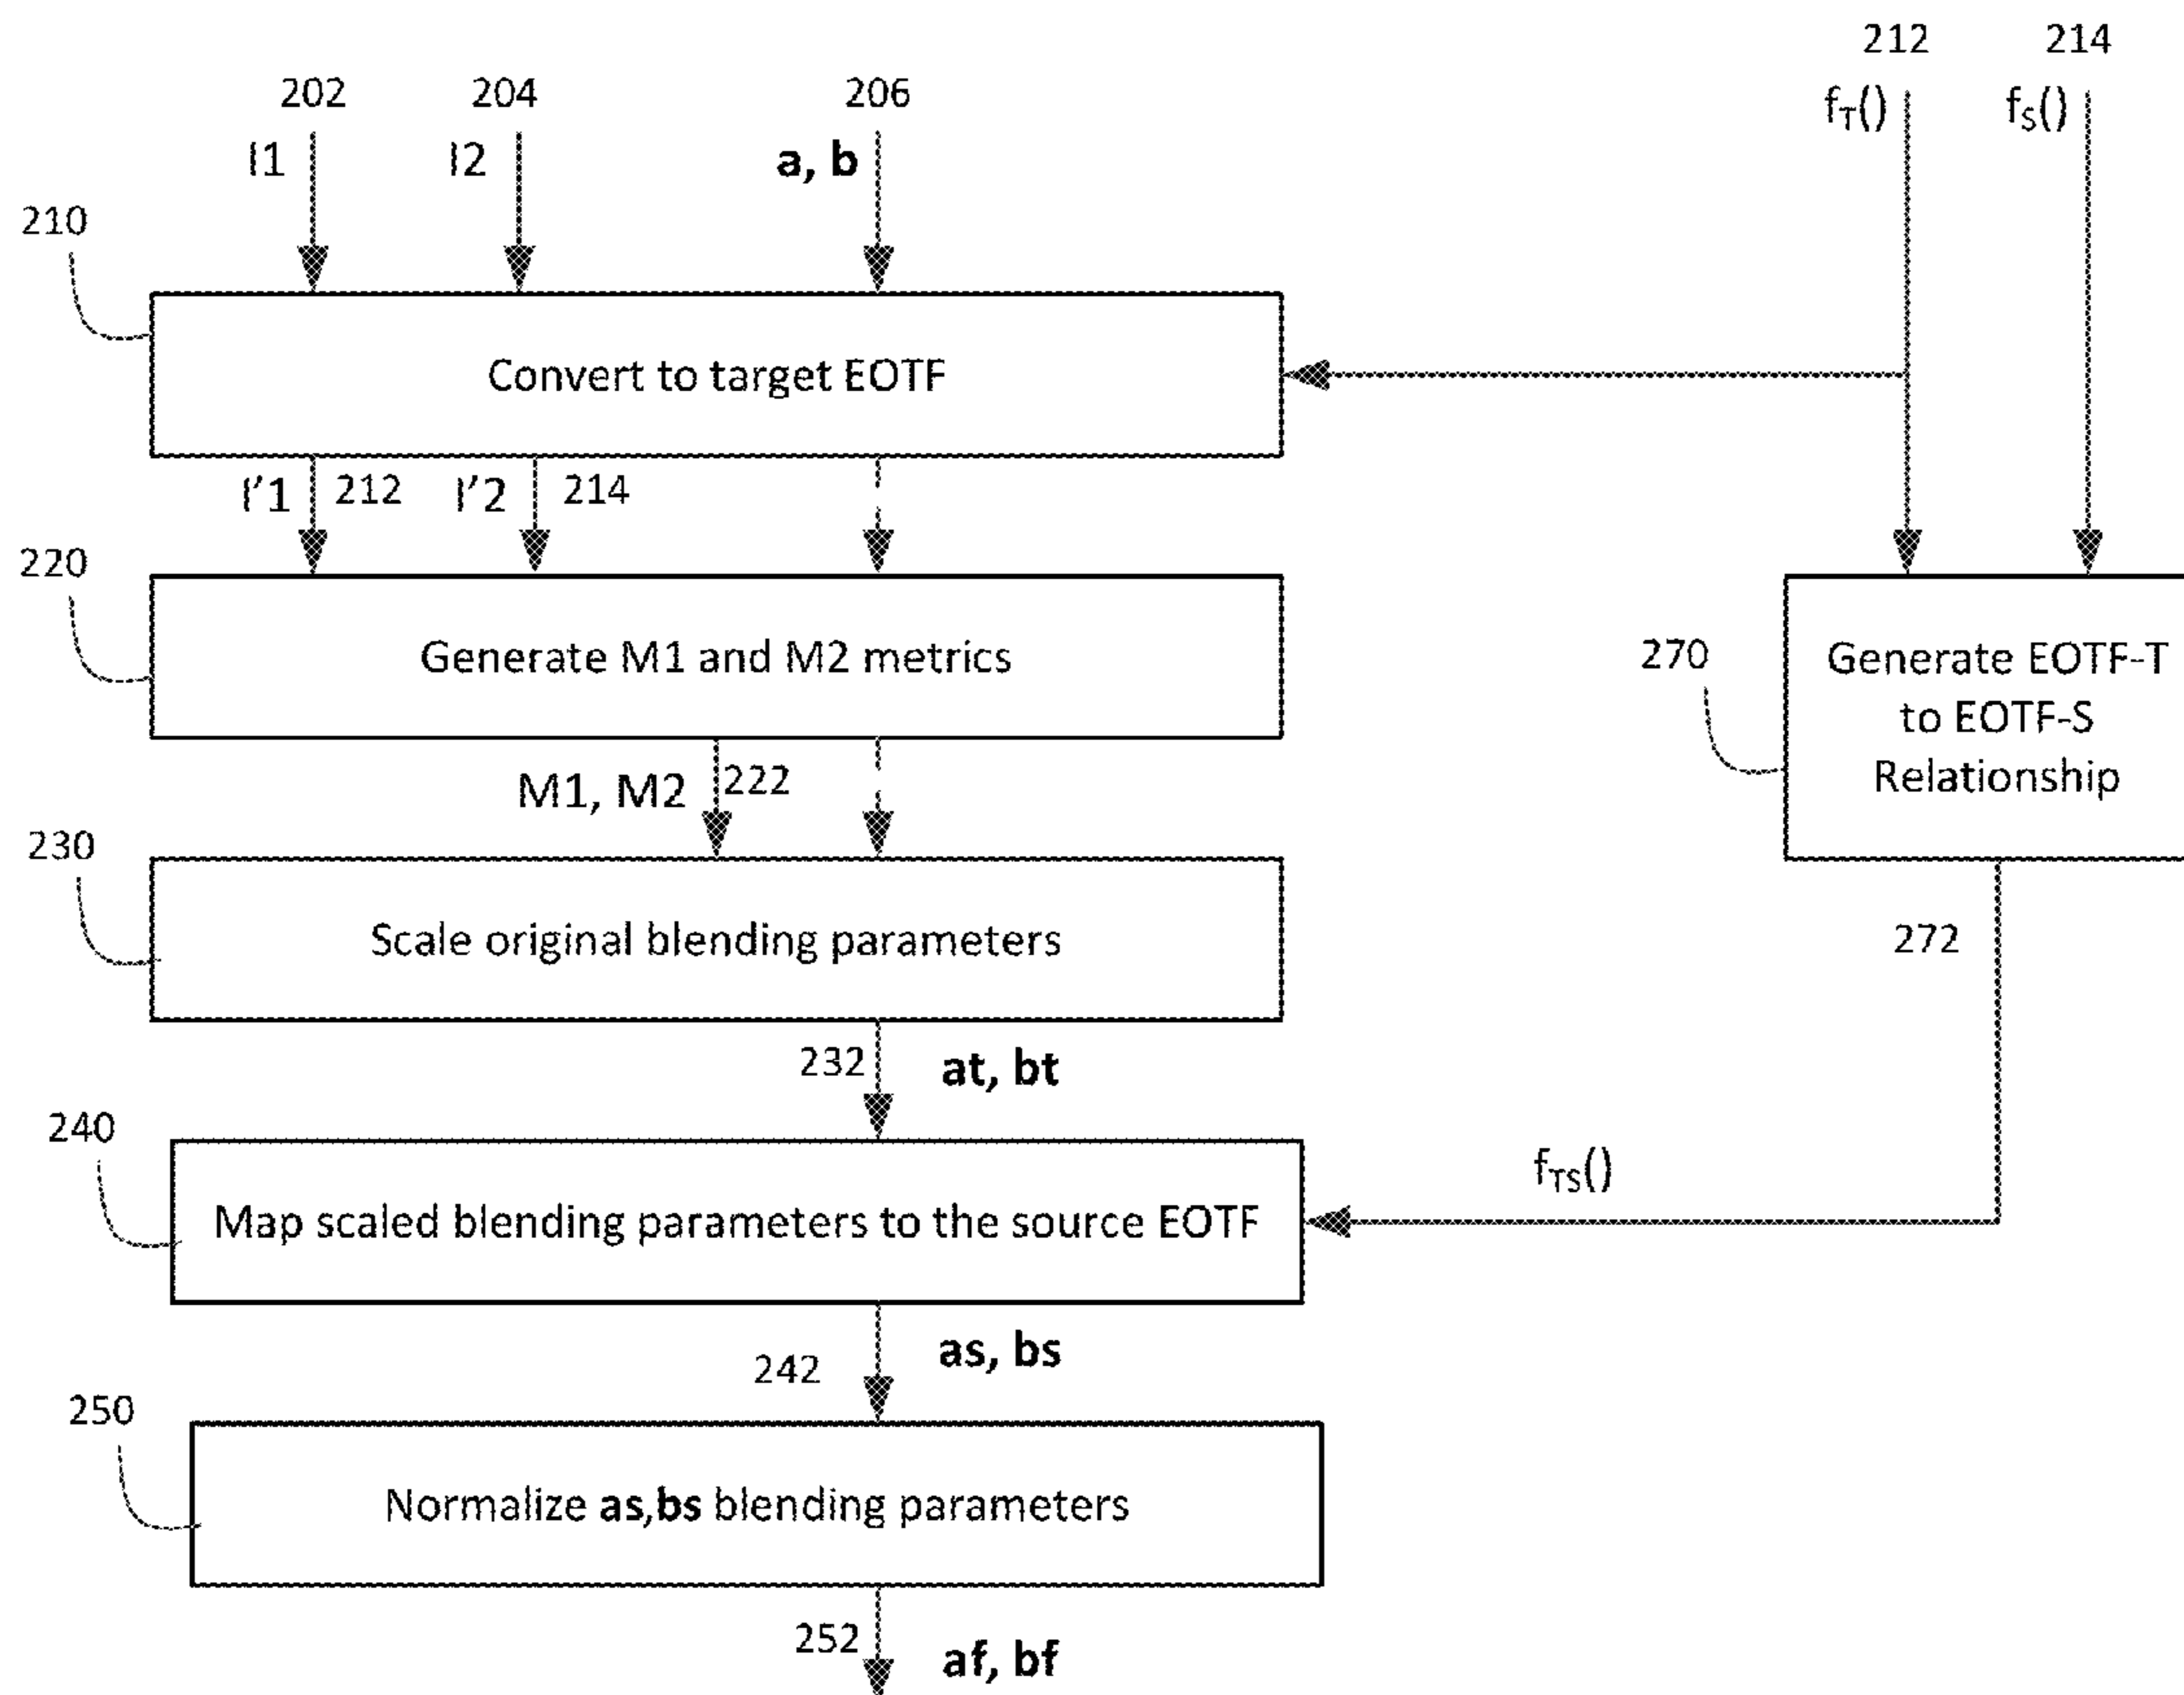 212 214
202 204 206
fT() fS()
I1 I2 a, b
210
Convert to target EOTF
I'1 212 I'2 214
220
Generate M1 and M2 metrics
270
Generate EOTF-T
to EOTF-S
Relationship
M1, M2 222
230
Scale original blending parameters
272
232 at, bt
240
fTS()
Map scaled blending parameters to the source EOTF
242 as, bs
250
Normalize as,bs blending parameters
252 af, bf